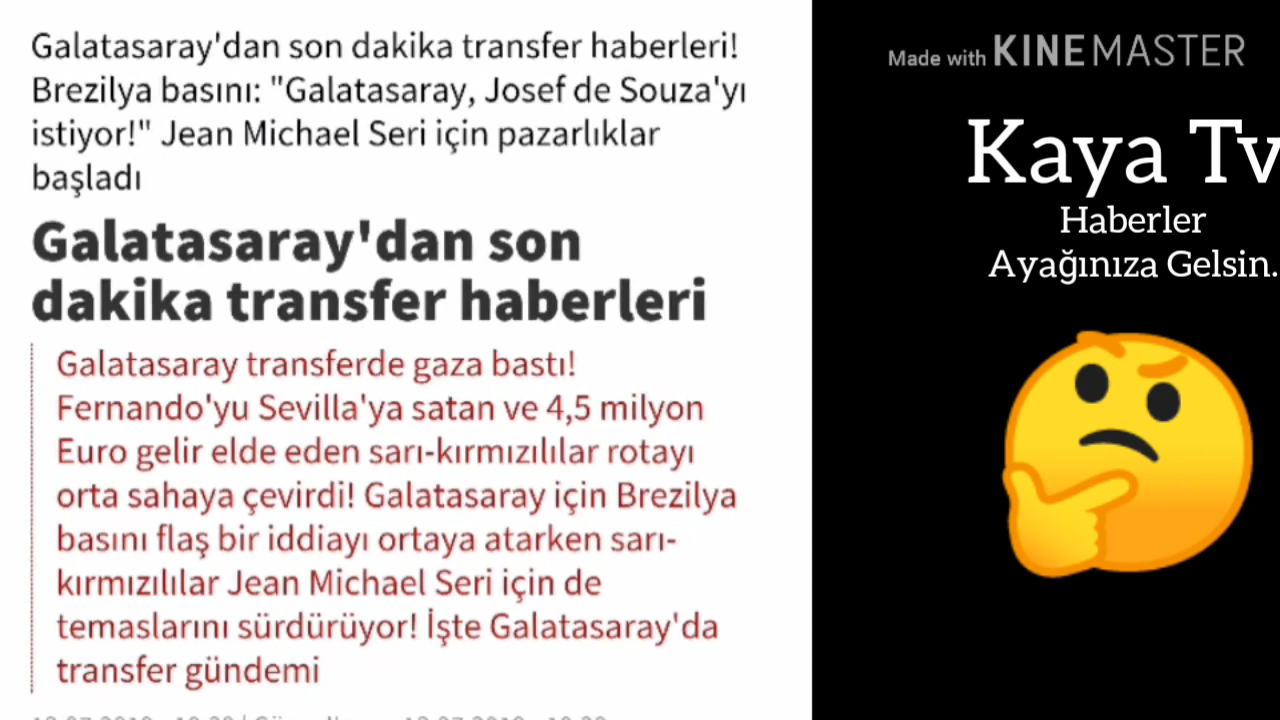 Galatasaray'dan son dakika transfer haberleri!
Brezilya basını: "Galatasaray, Josef de Souza'yı
istiyor!" Jean Michael Seri için pazarlıklar
başladı
Galatasaray'dan son
dakika transfer haberleri
Galatasaray transferde gaza bastı!
Fernando'yu Sevilla'ya satan ve 4,5 milyon
Euro gelir elde eden sarı-kırmızılılar rotayı
orta sahaya çevirdi! Galatasaray için Brezilya
basını flaş bir iddiayı ortaya atarken sarı-
kırmızılılar Jean Michael Seri için de
temaslarını sürdürüyor! İşte Galatasaray'da
transfer gündemi
Made with KINEMASTER
Kaya Tv
Haberler
Ayağınıza Gelsin.